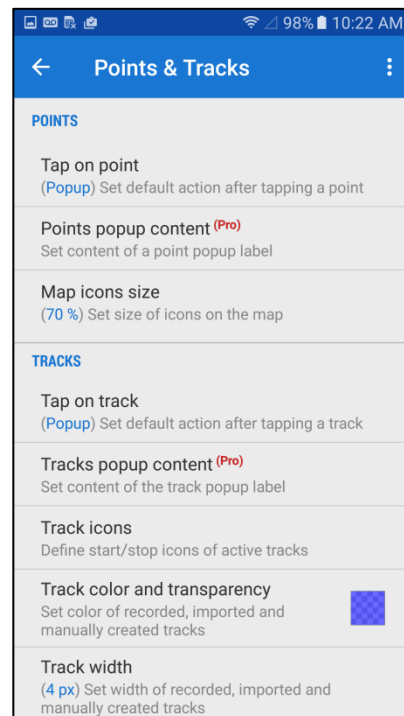 98% 10:22 AM
Points & Tracks
POINTS
Tap on point
(Popup) Set default action after tapping a point
Points popup content (Pro)
Set content of a point popup label
Map icons size
(70 %) Set size of icons on the map
TRACKS
Tap on track
(Popup) Set default action after tapping a track
Tracks popup content (Pro)
Set content of the track popup label
Track icons
Define start/stop icons of active tracks
Track color and transparency
Set color of recorded, imported and
manually created tracks
Track width
(4 px) Set width of recorded, imported and
manually created tracks